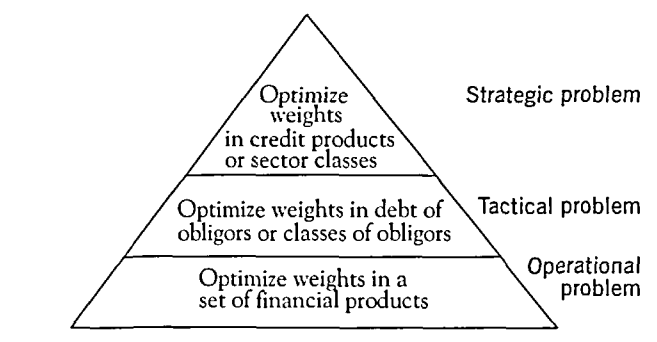 Optimize
weights
in credit products
or sector classes
Strategic problem
Optimize weights in debt of
obligors or classes of obligors
Tactical problem
Optimize weights in a
set of financial products
Operational
problem